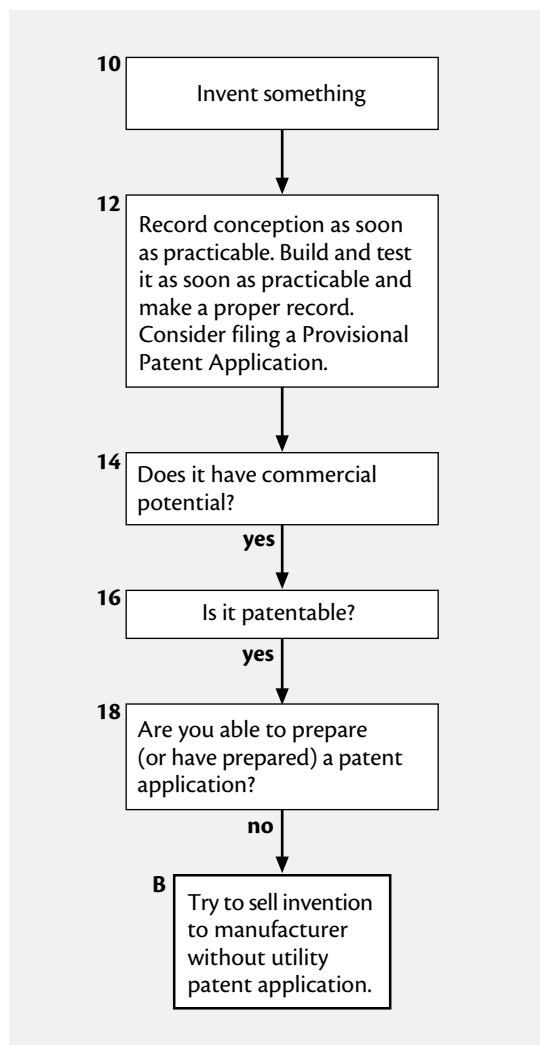 10
Invent something
12
Record conception as soon
as practicable. Build and test
it as soon as practicable and
make a proper record.
Consider filing a Provisional
Patent Application.
14
Does it have commercial
potential?
yes
16
Is it patentable?
yes
18
Are you able to prepare
(or have prepared) a patent
application?
no
B
Try to sell invention
to manufacturer
without utility
patent application.